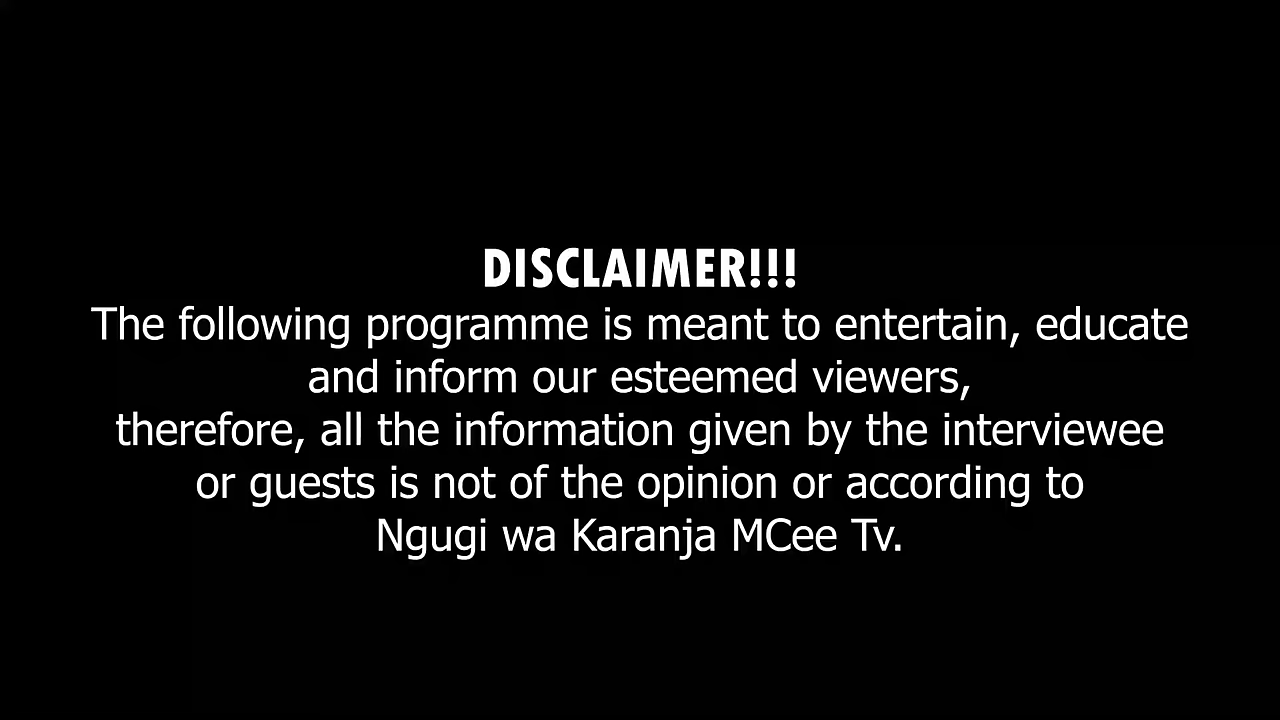 DISCLAIMER!!!
The following programme is meant to entertain, educate
and inform our esteemed viewers,
therefore, all the information given by the interviewee
or guests is not of the opinion or according to
Ngugi wa Karanja MCee Tv.